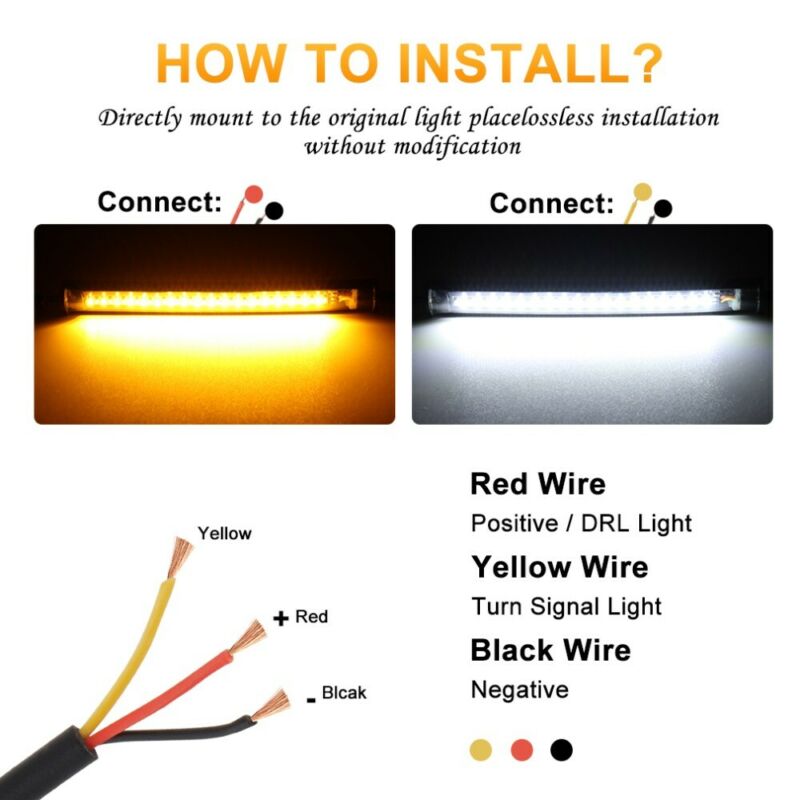 HOW TO INSTALL?
Directly mount to the original light placelossless installation
without modification
Connect:
Connect:
Yellow
+ Red
- Blcak
Red Wire
Positive / DRL Light
Yellow Wire
Turn Signal Light
Black Wire
Negative